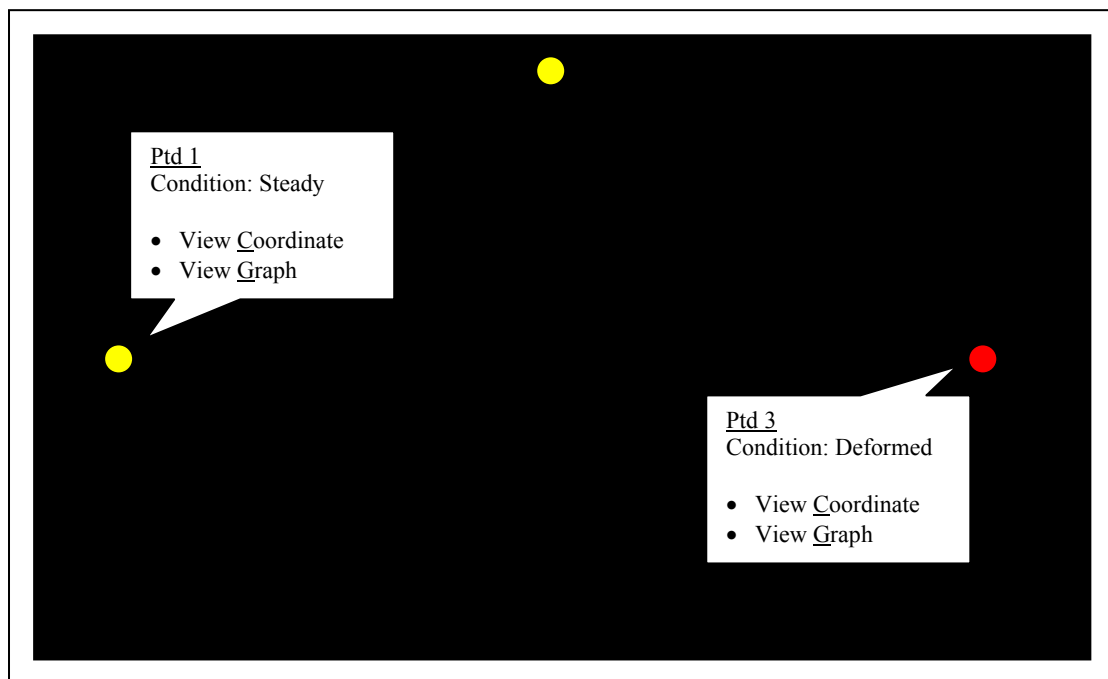 Ptd 1
Condition: Steady
• View Coordinate
• View Graph
Ptd 3
Condition: Deformed
• View Coordinate
• View Graph